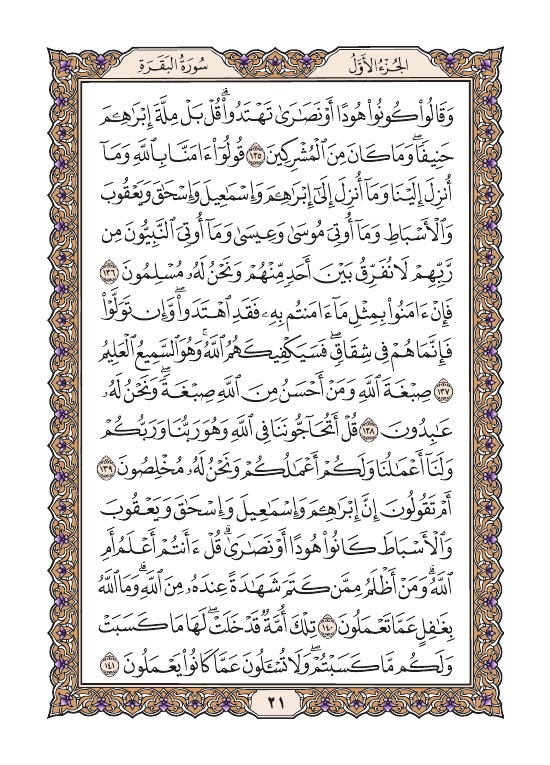 الجُزْءُ الأَوَّلُ
سُورَةُ البَقَرَةِ
وَقَالُوا۟ كُونُوا۟ هُودًا أَوْ نَصَـٰرَىٰ تَهْتَدُوا۟ ۗ قُلْ بَلْ مِلَّةَ إِبْرَٰهِـۧمَ
حَنِيفًا ۖ وَمَا كَانَ مِنَ ٱلْمُشْرِكِينَ ١٣٥ قُولُوٓا۟ ءَامَنَّا بِٱللَّهِ وَمَآ
أُنزِلَ إِلَيْنَا وَمَآ أُنزِلَ إِلَىٰٓ إِبْرَٰهِـۧمَ وَإِسْمَـٰعِيلَ وَإِسْحَـٰقَ وَيَعْقُوبَ
وَٱلْأَسْبَاطِ وَمَآ أُوتِىَ مُوسَىٰ وَعِيسَىٰ وَمَآ أُوتِىَ ٱلنَّبِيُّونَ مِن
رَّبِّهِمْ لَا نُفَرِّقُ بَيْنَ أَحَدٍ مِّنْهُمْ وَنَحْنُ لَهُۥ مُسْلِمُونَ ١٣٦
فَإِنْ ءَامَنُوا۟ بِمِثْلِ مَآ ءَامَنتُم بِهِۦ فَقَدِ ٱهْتَدَوا۟ ۖ وَّإِن تَوَلَّوْا۟
فَإِنَّمَا هُمْ فِى شِقَاقٍ ۖ فَسَيَكْفِيكَهُمُ ٱللَّهُ ۚ وَهُوَ ٱلسَّمِيعُ ٱلْعَلِيمُ
١٣٧ صِبْغَةَ ٱللَّهِ ۖ وَمَنْ أَحْسَنُ مِنَ ٱللَّهِ صِبْغَةً ۖ وَنَحْنُ لَهُۥ
عَـٰبِدُونَ ١٣٨ قُلْ أَتُحَآجُّونَنَا فِى ٱللَّهِ وَهُوَ رَبُّنَا وَرَبُّكُمْ
وَلَنَآ أَعْمَـٰلُنَا وَلَكُمْ أَعْمَـٰلُكُمْ وَنَحْنُ لَهُۥ مُخْلِصُونَ ١٣٩
أَمْ تَقُولُونَ إِنَّ إِبْرَٰهِـۧمَ وَإِسْمَـٰعِيلَ وَإِسْحَـٰقَ وَيَعْقُوبَ
وَٱلْأَسْبَاطَ كَانُوا۟ هُودًا أَوْ نَصَـٰرَىٰ ۗ قُلْ ءَأَنتُمْ أَعْلَمُ أَمِ
ٱللَّهُ ۗ وَمَنْ أَظْلَمُ مِمَّن كَتَمَ شَهَـٰدَةً عِندَهُۥ مِنَ ٱللَّهِ ۗ وَمَا ٱللَّهُ
بِغَـٰفِلٍ عَمَّا تَعْمَلُونَ ١٤٠ تِلْكَ أُمَّةٌ قَدْ خَلَتْ ۖ لَهَا مَا كَسَبَتْ
وَلَكُم مَّا كَسَبْتُمْ ۖ وَلَا تُسْـَٔلُونَ عَمَّا كَانُوا۟ يَعْمَلُونَ ١٤١
٢١